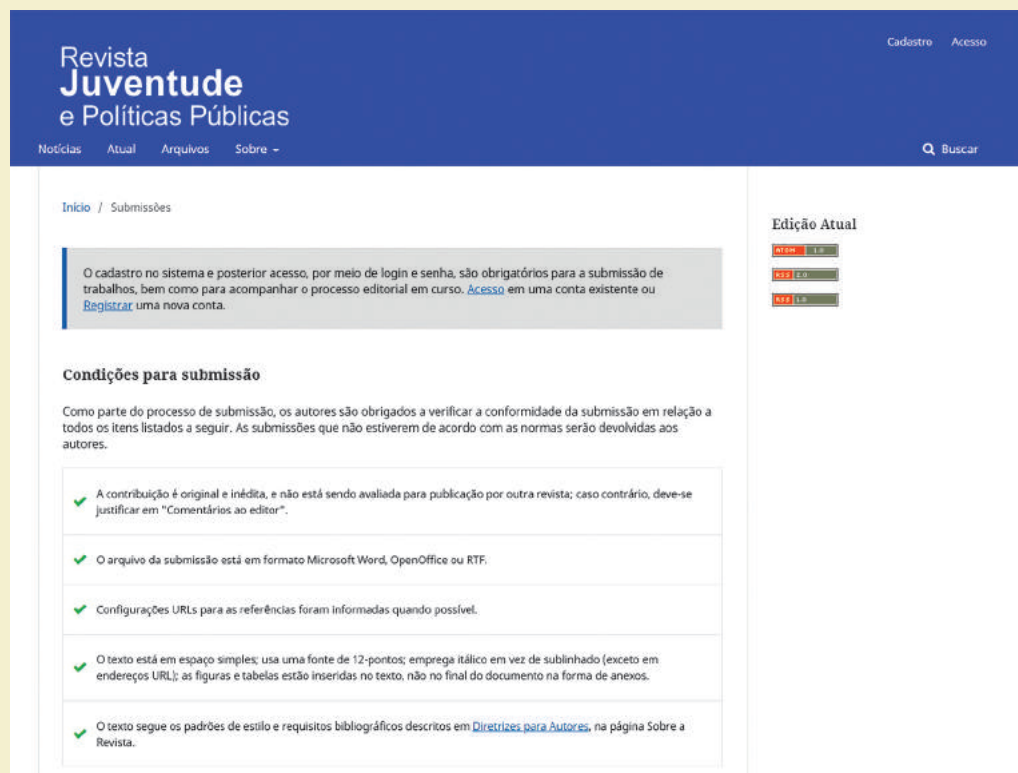 Cadastro Acesso
Revista
Juventude
e Políticas Públicas
Notícias Atual Arquivos Sobre
Buscar
Início / Submissões
O cadastro no sistema e posterior acesso, por meio de login e senha, são obrigatórios para a submissão de
trabalhos, bem como para acompanhar o processo editorial em curso. Acesso em uma conta existente ou
Registrar uma nova conta.
Condições para submissão
Como parte do processo de submissão, os autores são obrigados a verificar a conformidade da submissão em relação a
todos os itens listados a seguir. As submissões que não estiverem de acordo com as normas serão devolvidas aos
autores.
A contribuição é original e inédita, e não está sendo avaliada para publicação por outra revista; caso contrário, deve-se
justificar em "Comentários ao editor".
O arquivo da submissão está em formato Microsoft Word, OpenOffice ou RTF.
Configurações URLs para as referências foram informadas quando possível.
O texto está em espaço simples; usa uma fonte de 12-pontos; emprega itálico em vez de sublinhado (exceto em
endereços URL); as figuras e tabelas estão inseridas no texto, não no final do documento na forma de anexos.
O texto segue os padrões de estilo e requisitos bibliográficos descritos em Diretrizes para Autores, na página Sobre a
Revista.
Edição Atual
ATOM 1.0
RSS 2.0
RSS 1.0